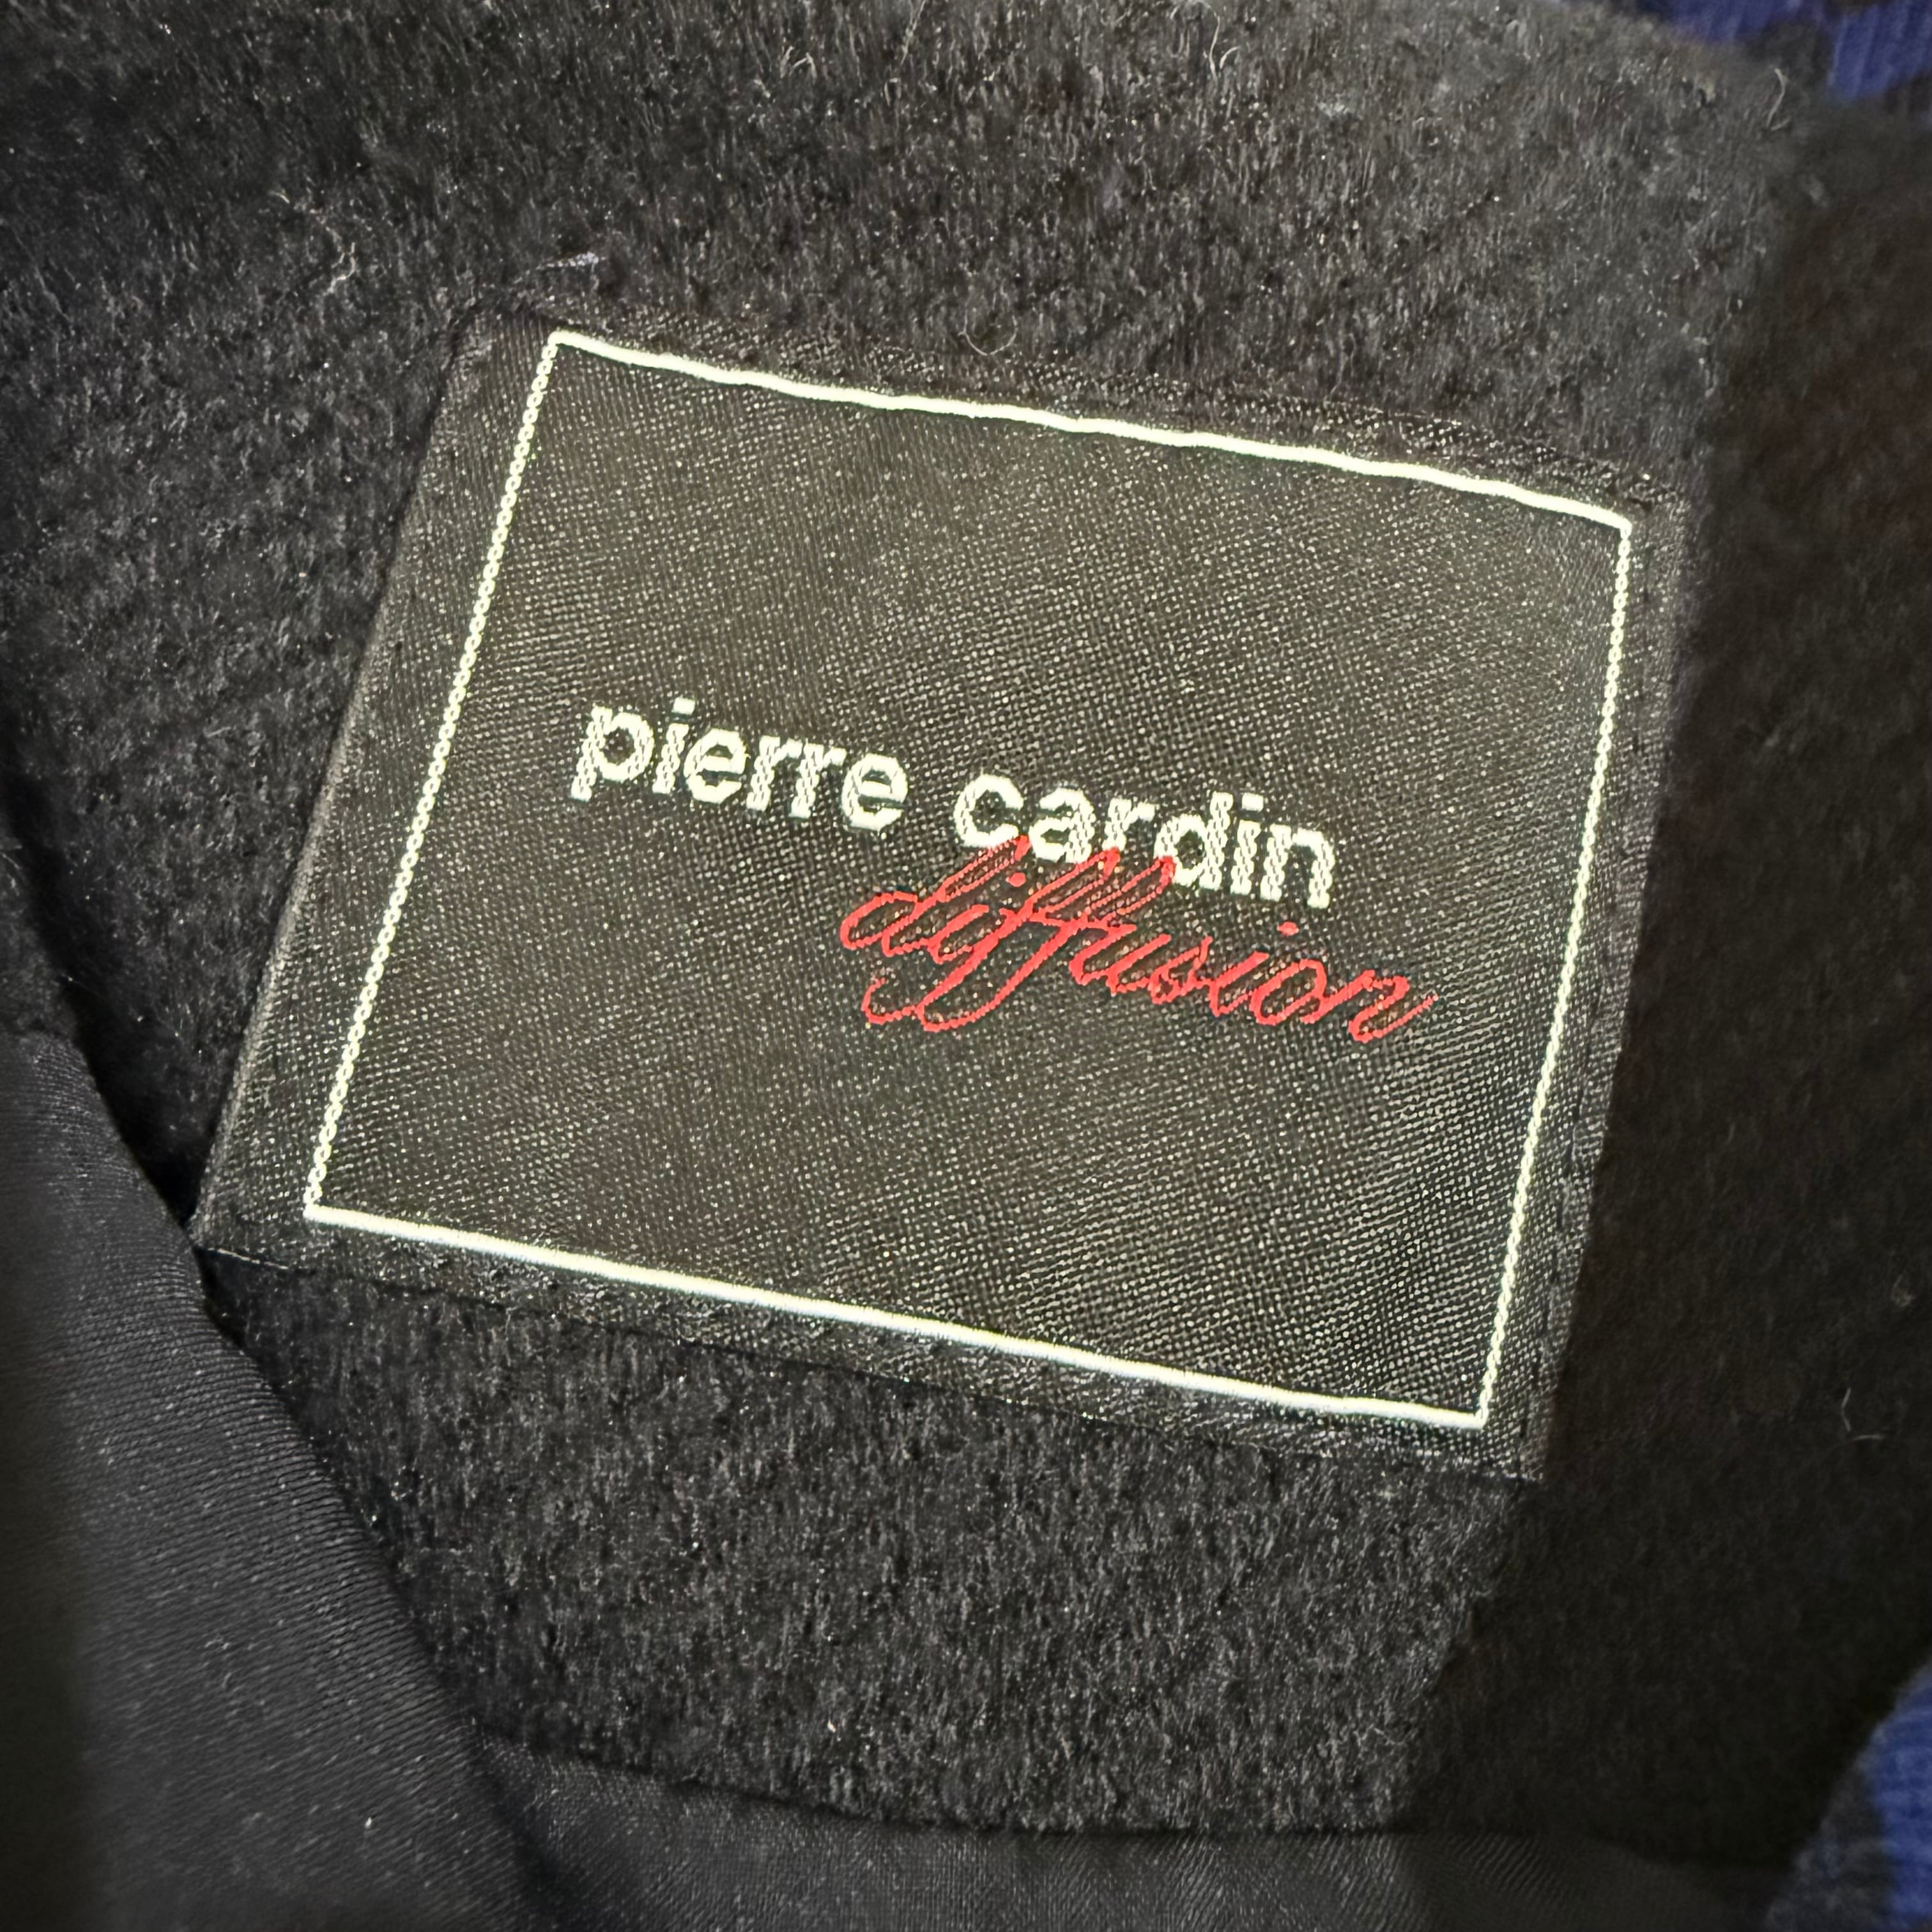 pierre cardin
diffusion